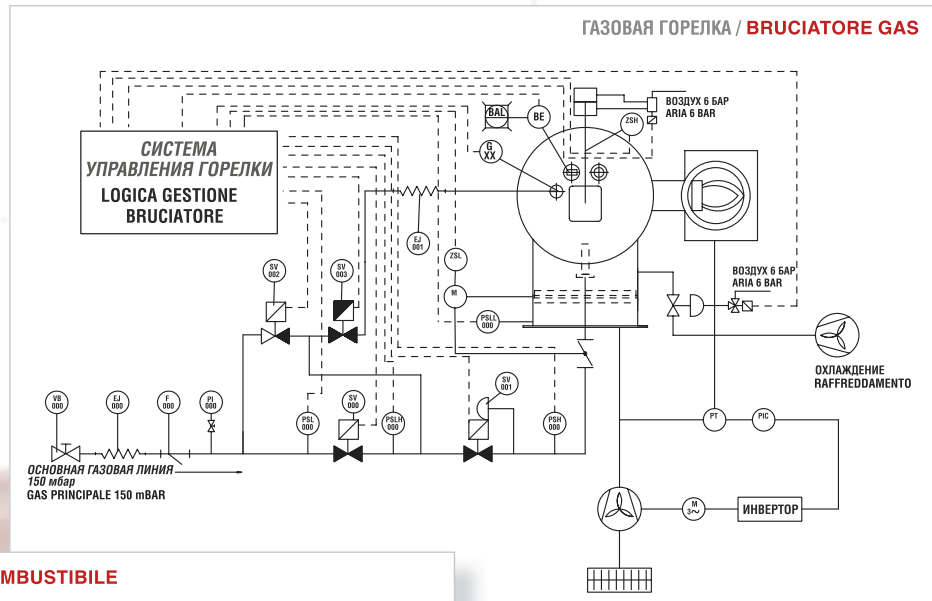 ГАЗОВАЯ ГОРЕЛКА / BRUCIATORE GAS
ВОЗДУХ 6 БАР
ARIA 6 BAR
BAL
BE
ZSH
G
XX
СИСТЕМА
УПРАВЛЕНИЯ ГОРЕЛКИ
LOGICA GESTIONE
BRUCIATORE
EJ
001
ZSL
M
SV
002
SV
003
PSLL
000
ВОЗДУХ 6 БАР
ARIA 6 BAR
ОХЛАЖДЕНИЕ
RAFFREDDAMENTO
VB
000
EJ
000
F
000
PI
000
PSL
000
SV
000
PSLH
000
SV
001
PSH
000
PT
PIC
ОСНОВНАЯ ГАЗОВАЯ ЛИНИЯ
150 мбар
GAS PRINCIPALE 150 mBAR
M
3~
ИНВЕРТОР
MBUSTIBILE